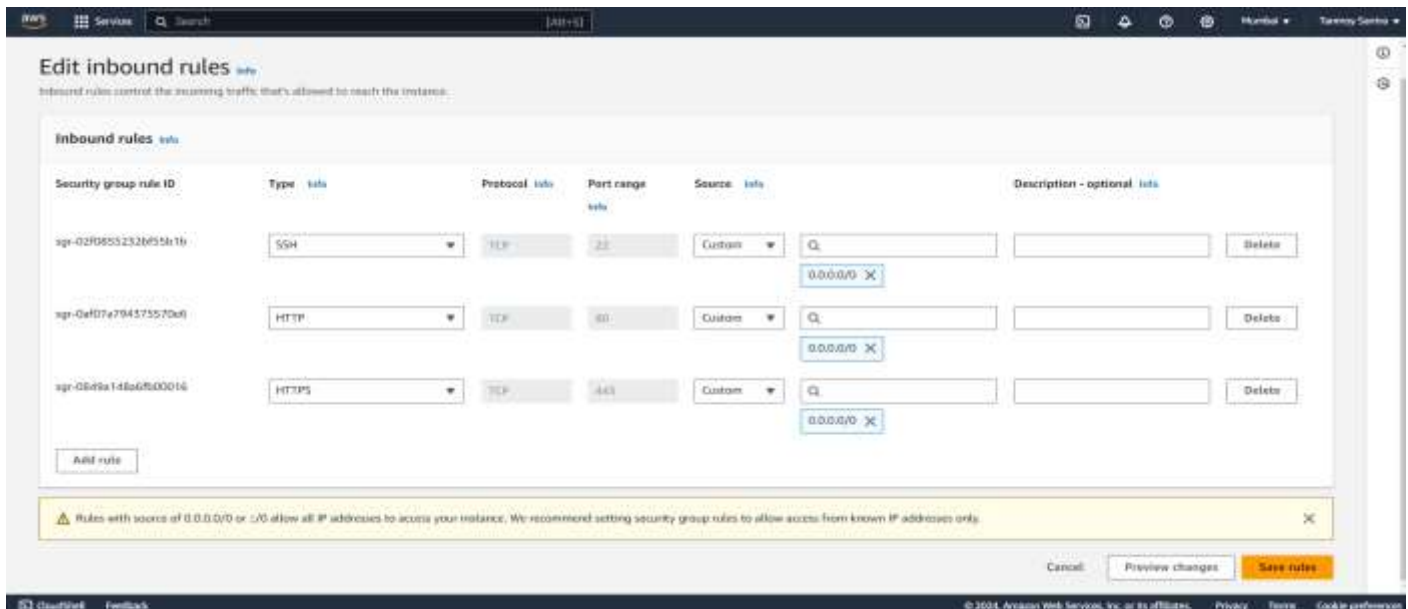 aws Services Search [Alt+S] Mumbai Tanmoy Santra
Edit inbound rules Info
Inbound rules control the incoming traffic that's allowed to reach the instance.
Inbound rules Info
Security group rule ID Type Info Protocol Info Port range Info Source Info Description - optional Info
SSH TCP 22 Custom Delete
0.0.0.0/0
HTTP TCP 80 Custom Delete
0.0.0.0/0
HTTPS TCP 443 Custom Delete
0.0.0.0/0
Add rule
Rules with source of 0.0.0.0/0 or ::/0 allow all IP addresses to access your instance. We recommend setting security group rules to allow access from known IP addresses only.
Cancel Preview changes Save rules
CloudShell Feedback © 2024, Amazon Web Services, Inc. or its affiliates. Privacy Terms Cookie preferences